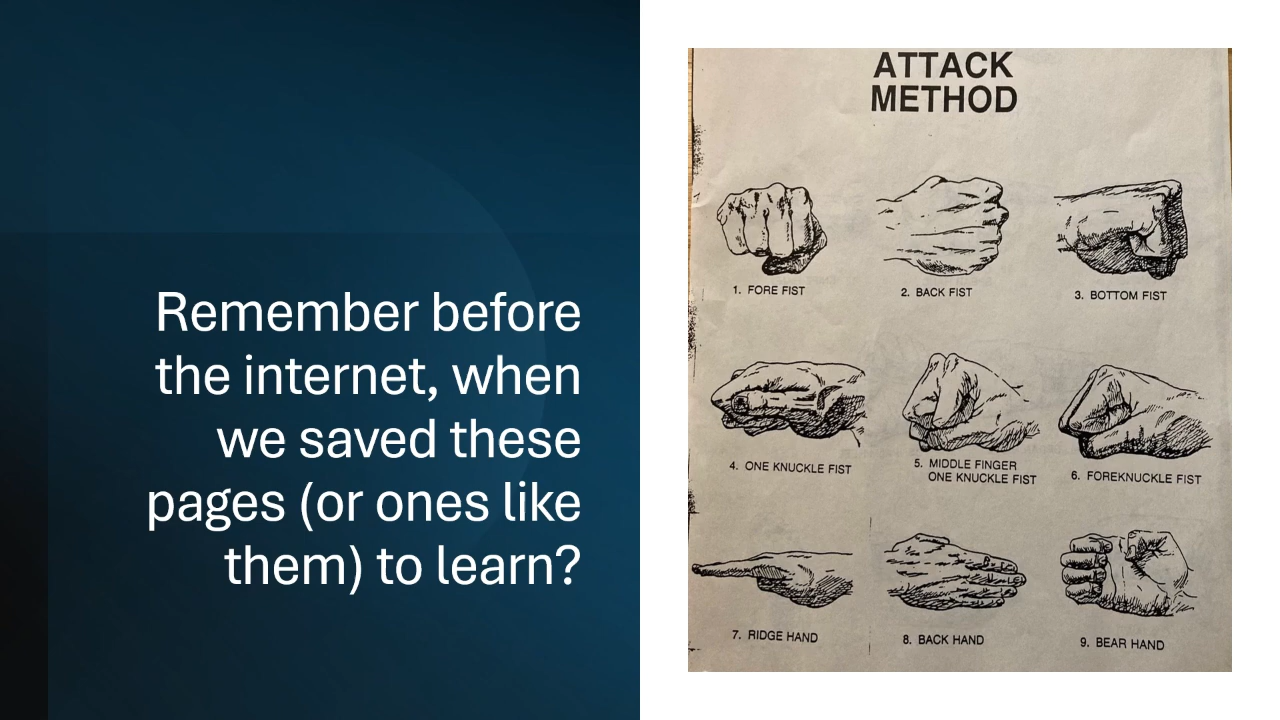 Remember before
the internet, when
we saved these
pages (or ones like
them) to learn?
ATTACK
METHOD
1. FORE FIST
2. BACK FIST
3. BOTTOM FIST
4. ONE KNUCKLE FIST
5. MIDDLE FINGER
ONE KNUCKLE FIST
6. FOREKNUCKLE FIST
7. RIDGE HAND
8. BACK HAND
9. BEAR HAND